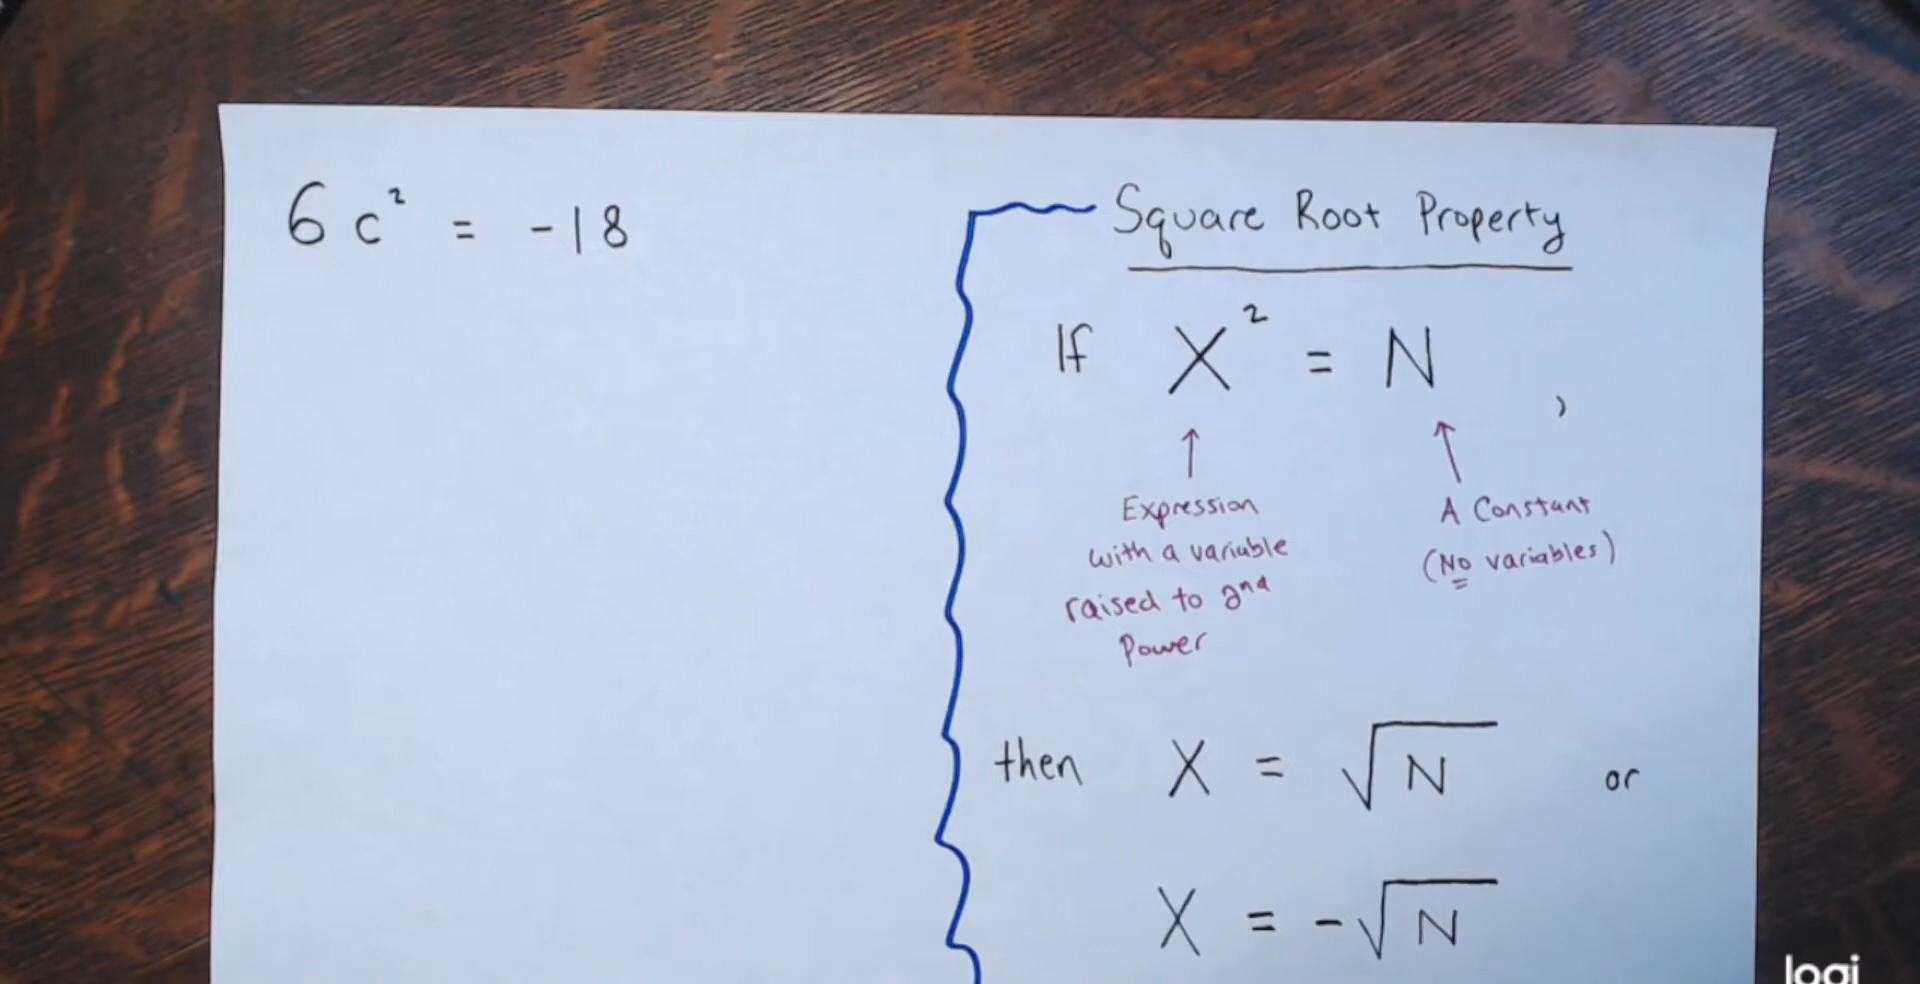 6c² = -18
Square Root Property
If X² = N ,
↑ ↑
Expression
with a variable
raised to 2nd
Power
A Constant
(No variables)
then X = √N or
X = -√N
logi